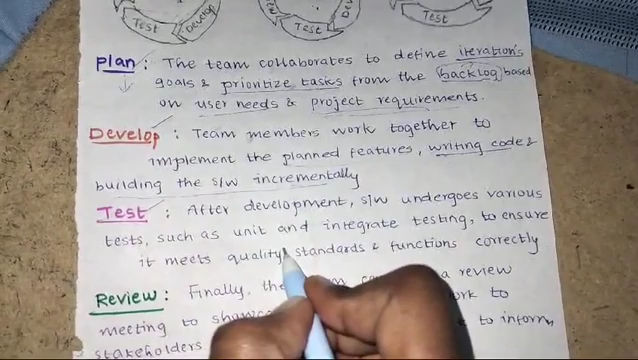 Test Develop Test Develop Test
Plan : The team collaborates to define iteration's
goals & prioritize tasks from the backlog based
on user needs & project requirements.
Develop : Team members work together to
implement the planned features, writing code &
building the s/w incrementally
Test : After development, s/w undergoes various
tests, such as unit and integrate testing, to ensure
it meets quality standards & functions correctly
Review : Finally, the a review
meeting to to
stakeholders to inform